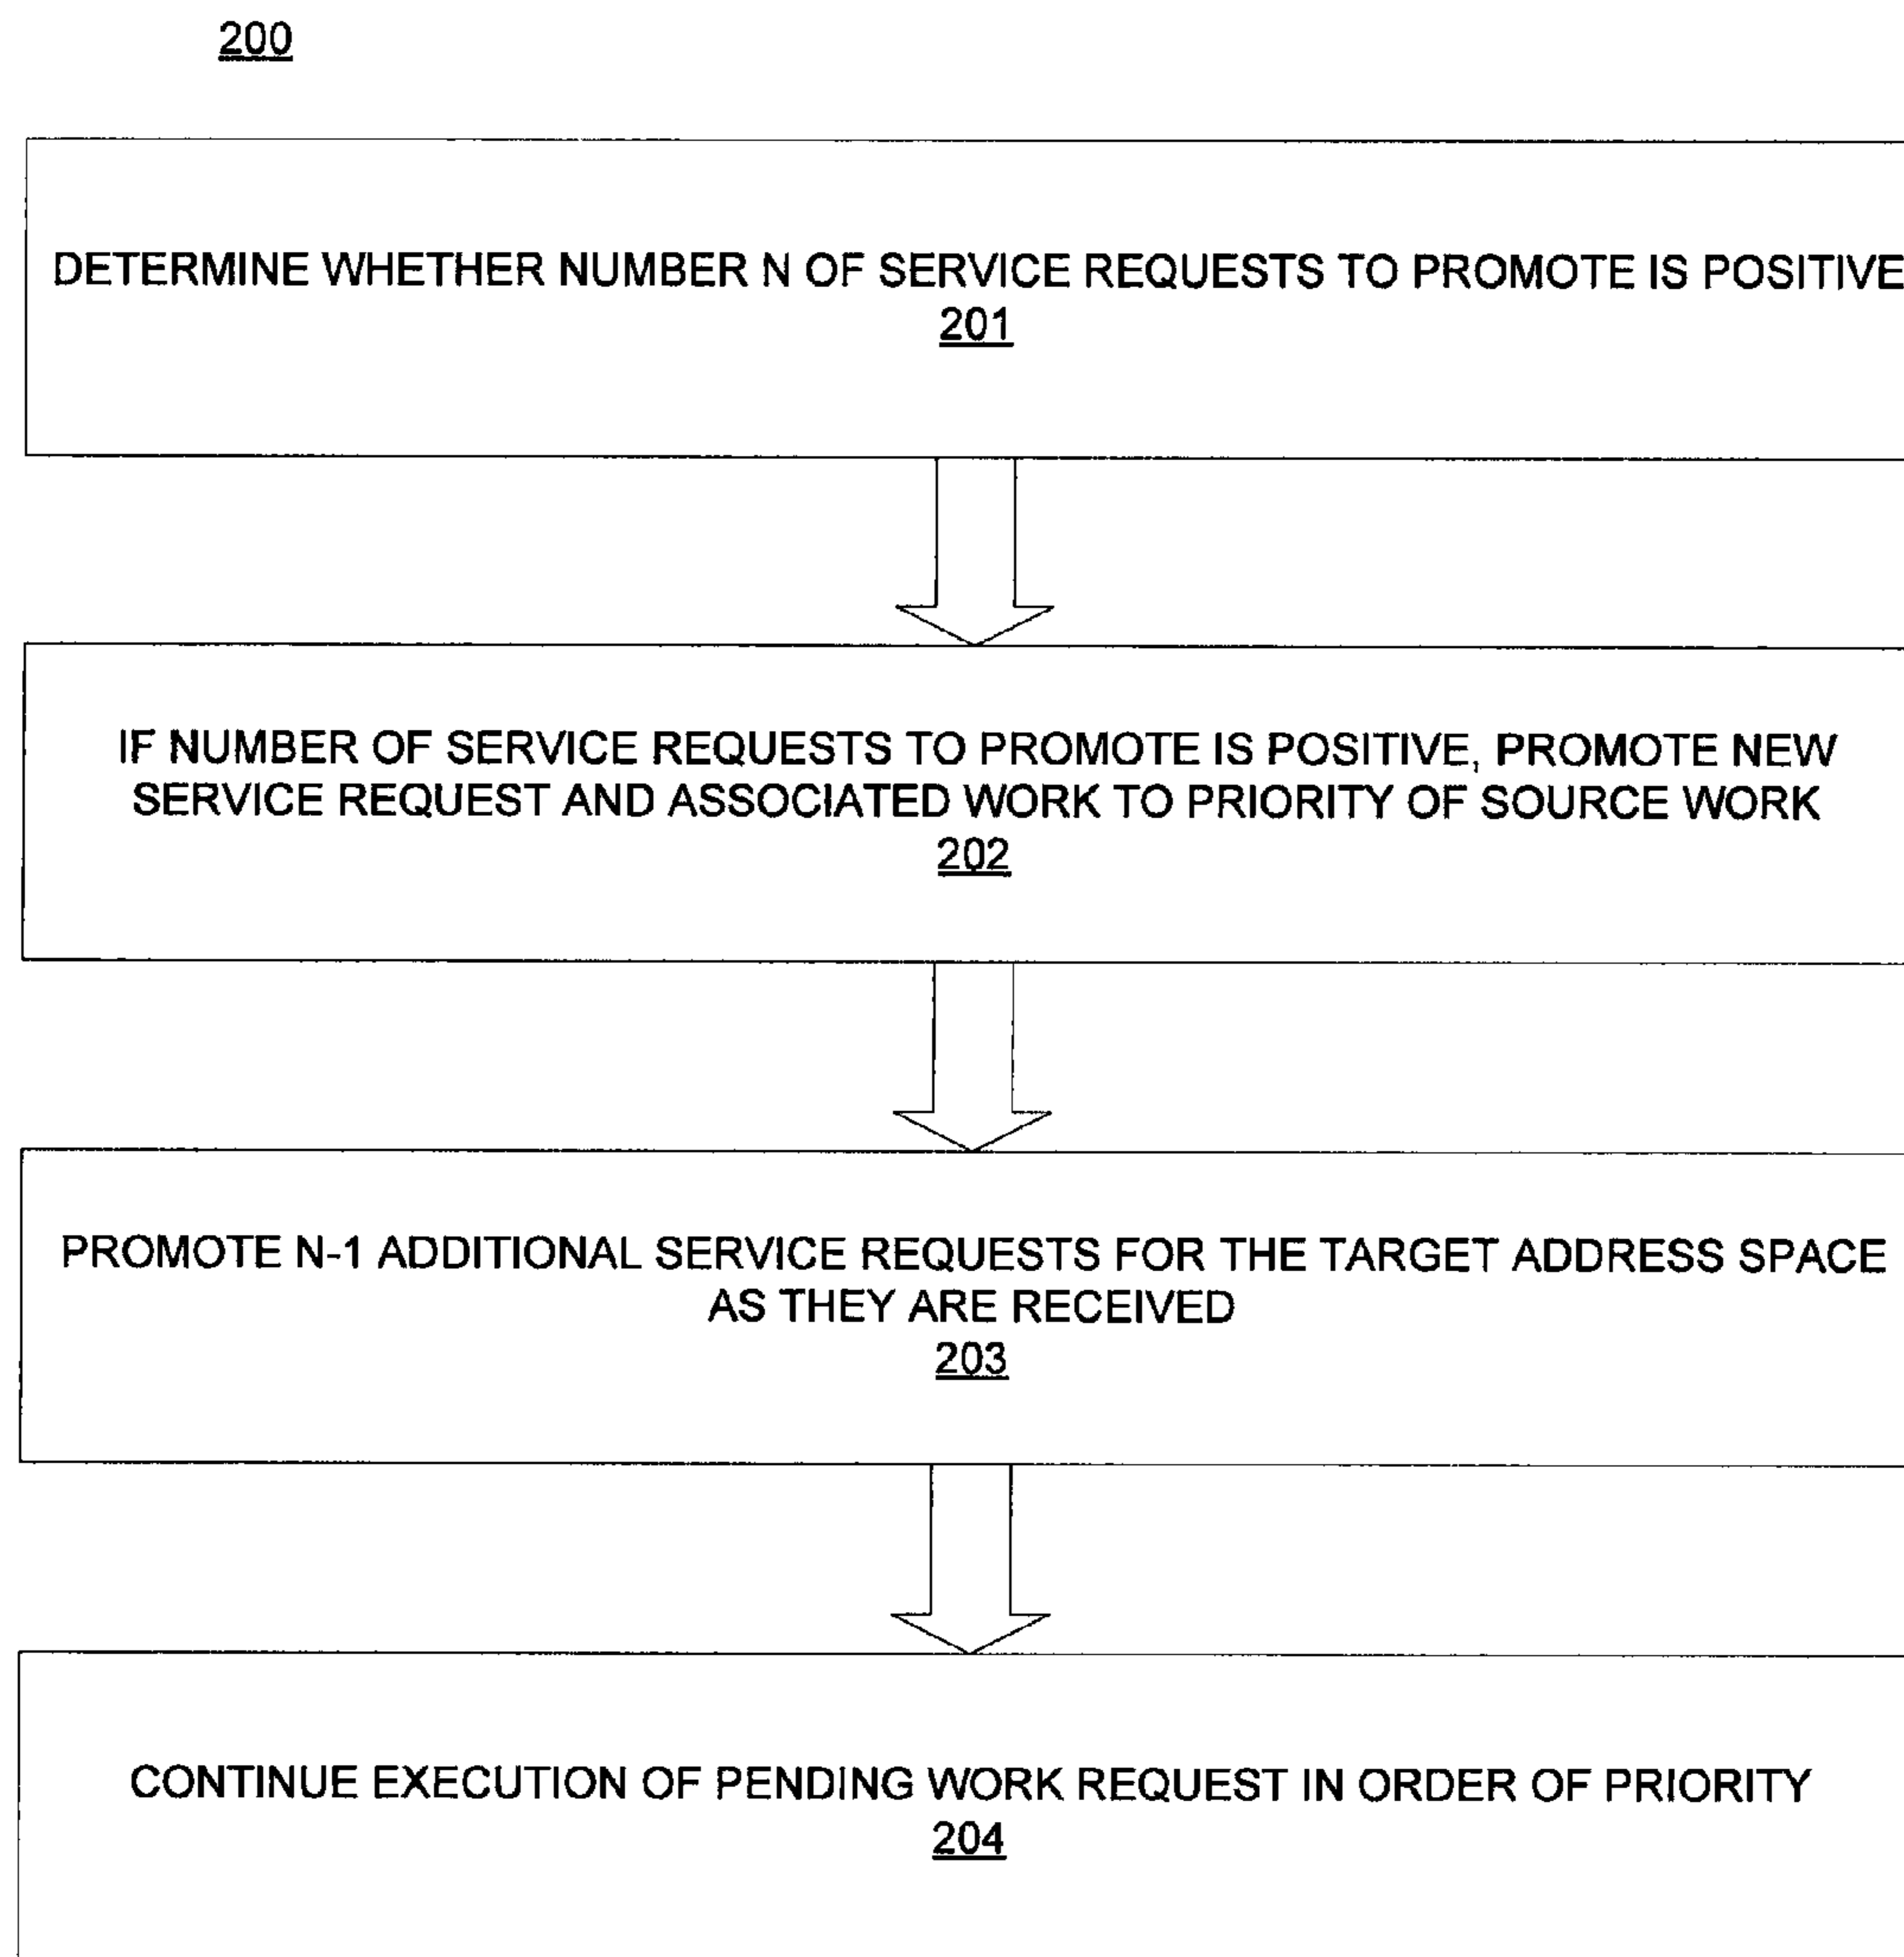 200
DETERMINE WHETHER NUMBER N OF SERVICE REQUESTS TO PROMOTE IS POSITIVE
201
IF NUMBER OF SERVICE REQUESTS TO PROMOTE IS POSITIVE, PROMOTE NEW
SERVICE REQUEST AND ASSOCIATED WORK TO PRIORITY OF SOURCE WORK
202
PROMOTE N-1 ADDITIONAL SERVICE REQUESTS FOR THE TARGET ADDRESS SPACE
AS THEY ARE RECEIVED
203
CONTINUE EXECUTION OF PENDING WORK REQUEST IN ORDER OF PRIORITY
204